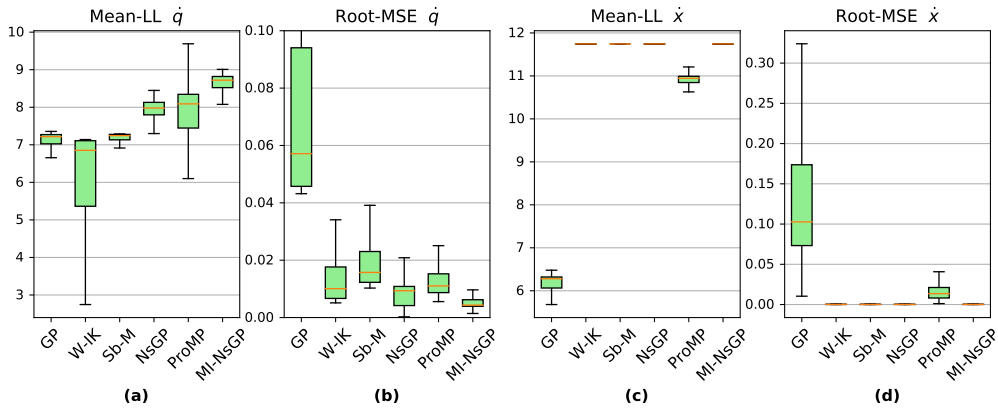 Mean-LL q̇
10
9
8
7
6
5
4
3
GP
W-IK
Sb-M
NsGP
ProMP
MI-NsGP
(a)
Root-MSE q̇
0.10
0.08
0.06
0.04
0.02
0.00
GP
W-IK
Sb-M
NsGP
ProMP
MI-NsGP
(b)
Mean-LL ẋ
12
11
10
9
8
7
6
GP
W-IK
Sb-M
NsGP
ProMP
MI-NsGP
(c)
Root-MSE ẋ
0.30
0.25
0.20
0.15
0.10
0.05
0.00
GP
W-IK
Sb-M
NsGP
ProMP
MI-NsGP
(d)